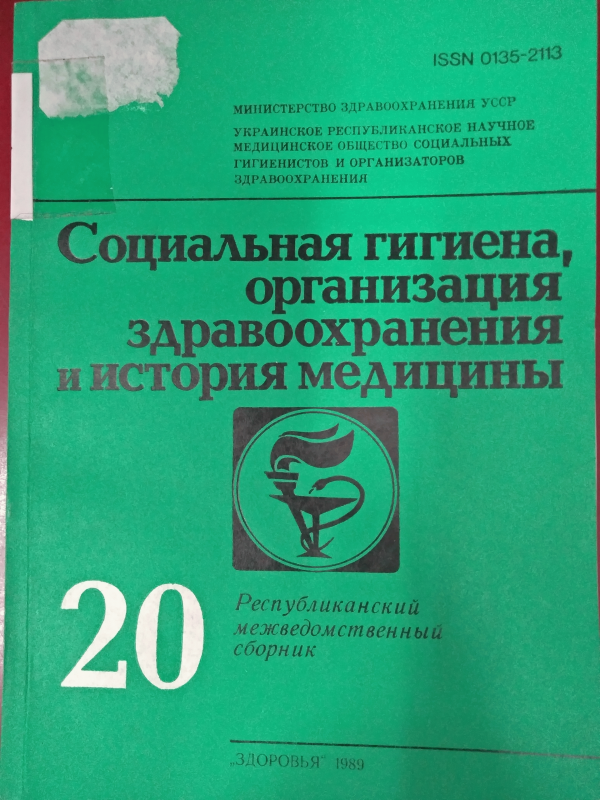 ISSN 0135-2113
МИНИСТЕРСТВО ЗДРАВООХРАНЕНИЯ УССР
УКРАИНСКОЕ РЕСПУБЛИКАНСКОЕ НАУЧНОЕ
МЕДИЦИНСКОЕ ОБЩЕСТВО СОЦИАЛЬНЫХ
ГИГИЕНИСТОВ И ОРГАНИЗАТОРОВ
ЗДРАВООХРАНЕНИЯ
Социальная гигиена,
организация
здравоохранения
и история медицины
20
Республиканский
межведомственный
сборник
„ЗДОРОВЬЯ" 1989